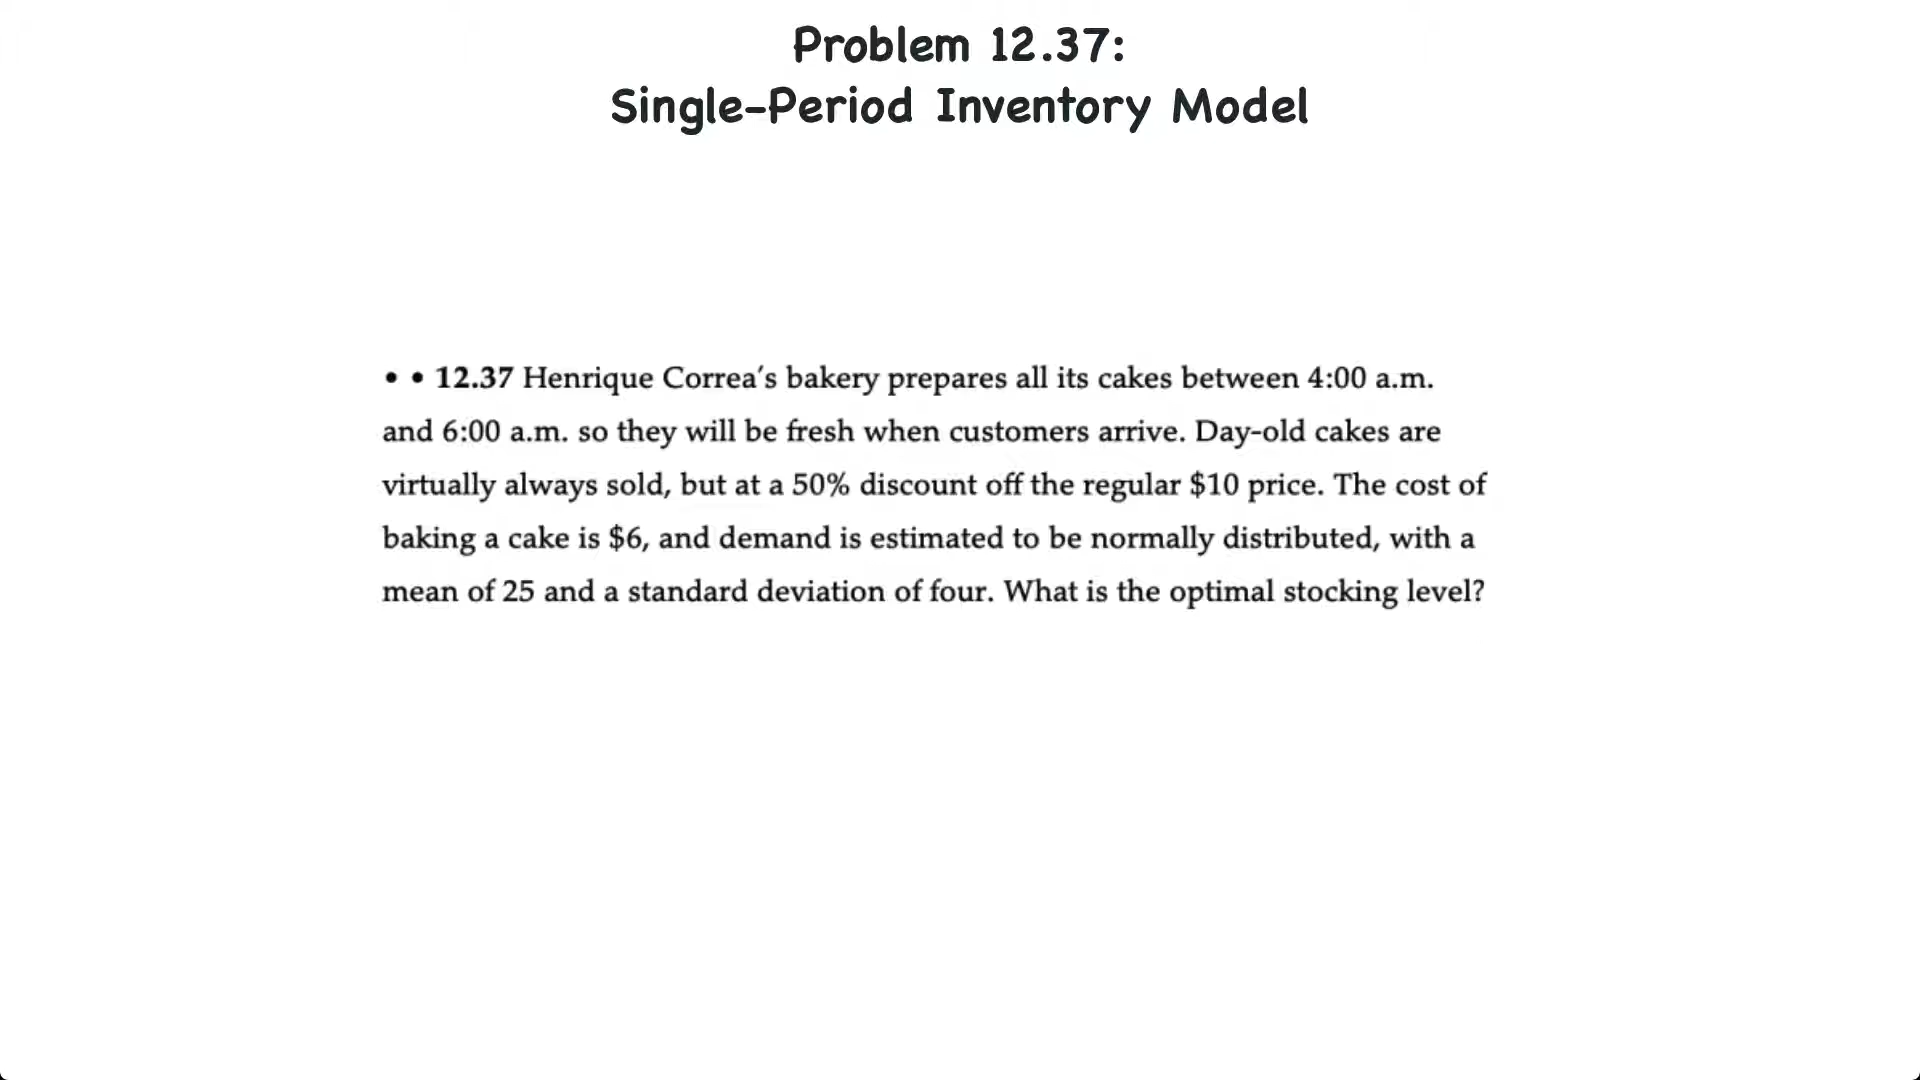 Problem 12.37:
Single-Period Inventory Model
• • 12.37 Henrique Correa's bakery prepares all its cakes between 4:00 a.m.
and 6:00 a.m. so they will be fresh when customers arrive. Day-old cakes are
virtually always sold, but at a 50% discount off the regular $10 price. The cost of
baking a cake is $6, and demand is estimated to be normally distributed, with a
mean of 25 and a standard deviation of four. What is the optimal stocking level?